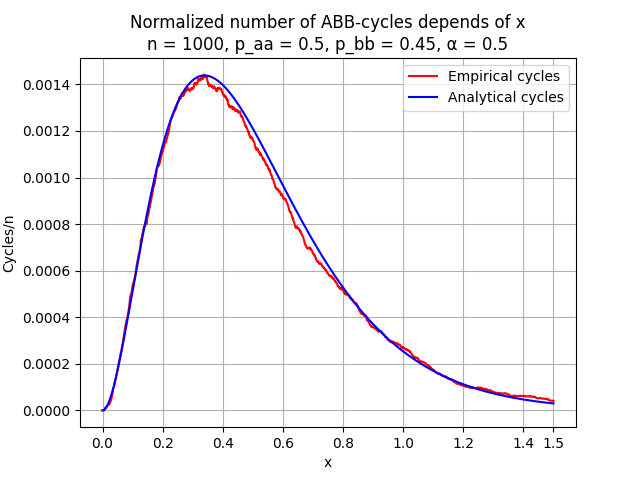 Normalized number of ABB-cycles depends of x
n = 1000, p_aa = 0.5, p_bb = 0.45, α = 0.5
Empirical cycles
Analytical cycles
Cycles/n
0.0014
0.0012
0.0010
0.0008
0.0006
0.0004
0.0002
0.0000
0.0 0.2 0.4 0.6 0.8 1.0 1.2 1.4 1.5
x